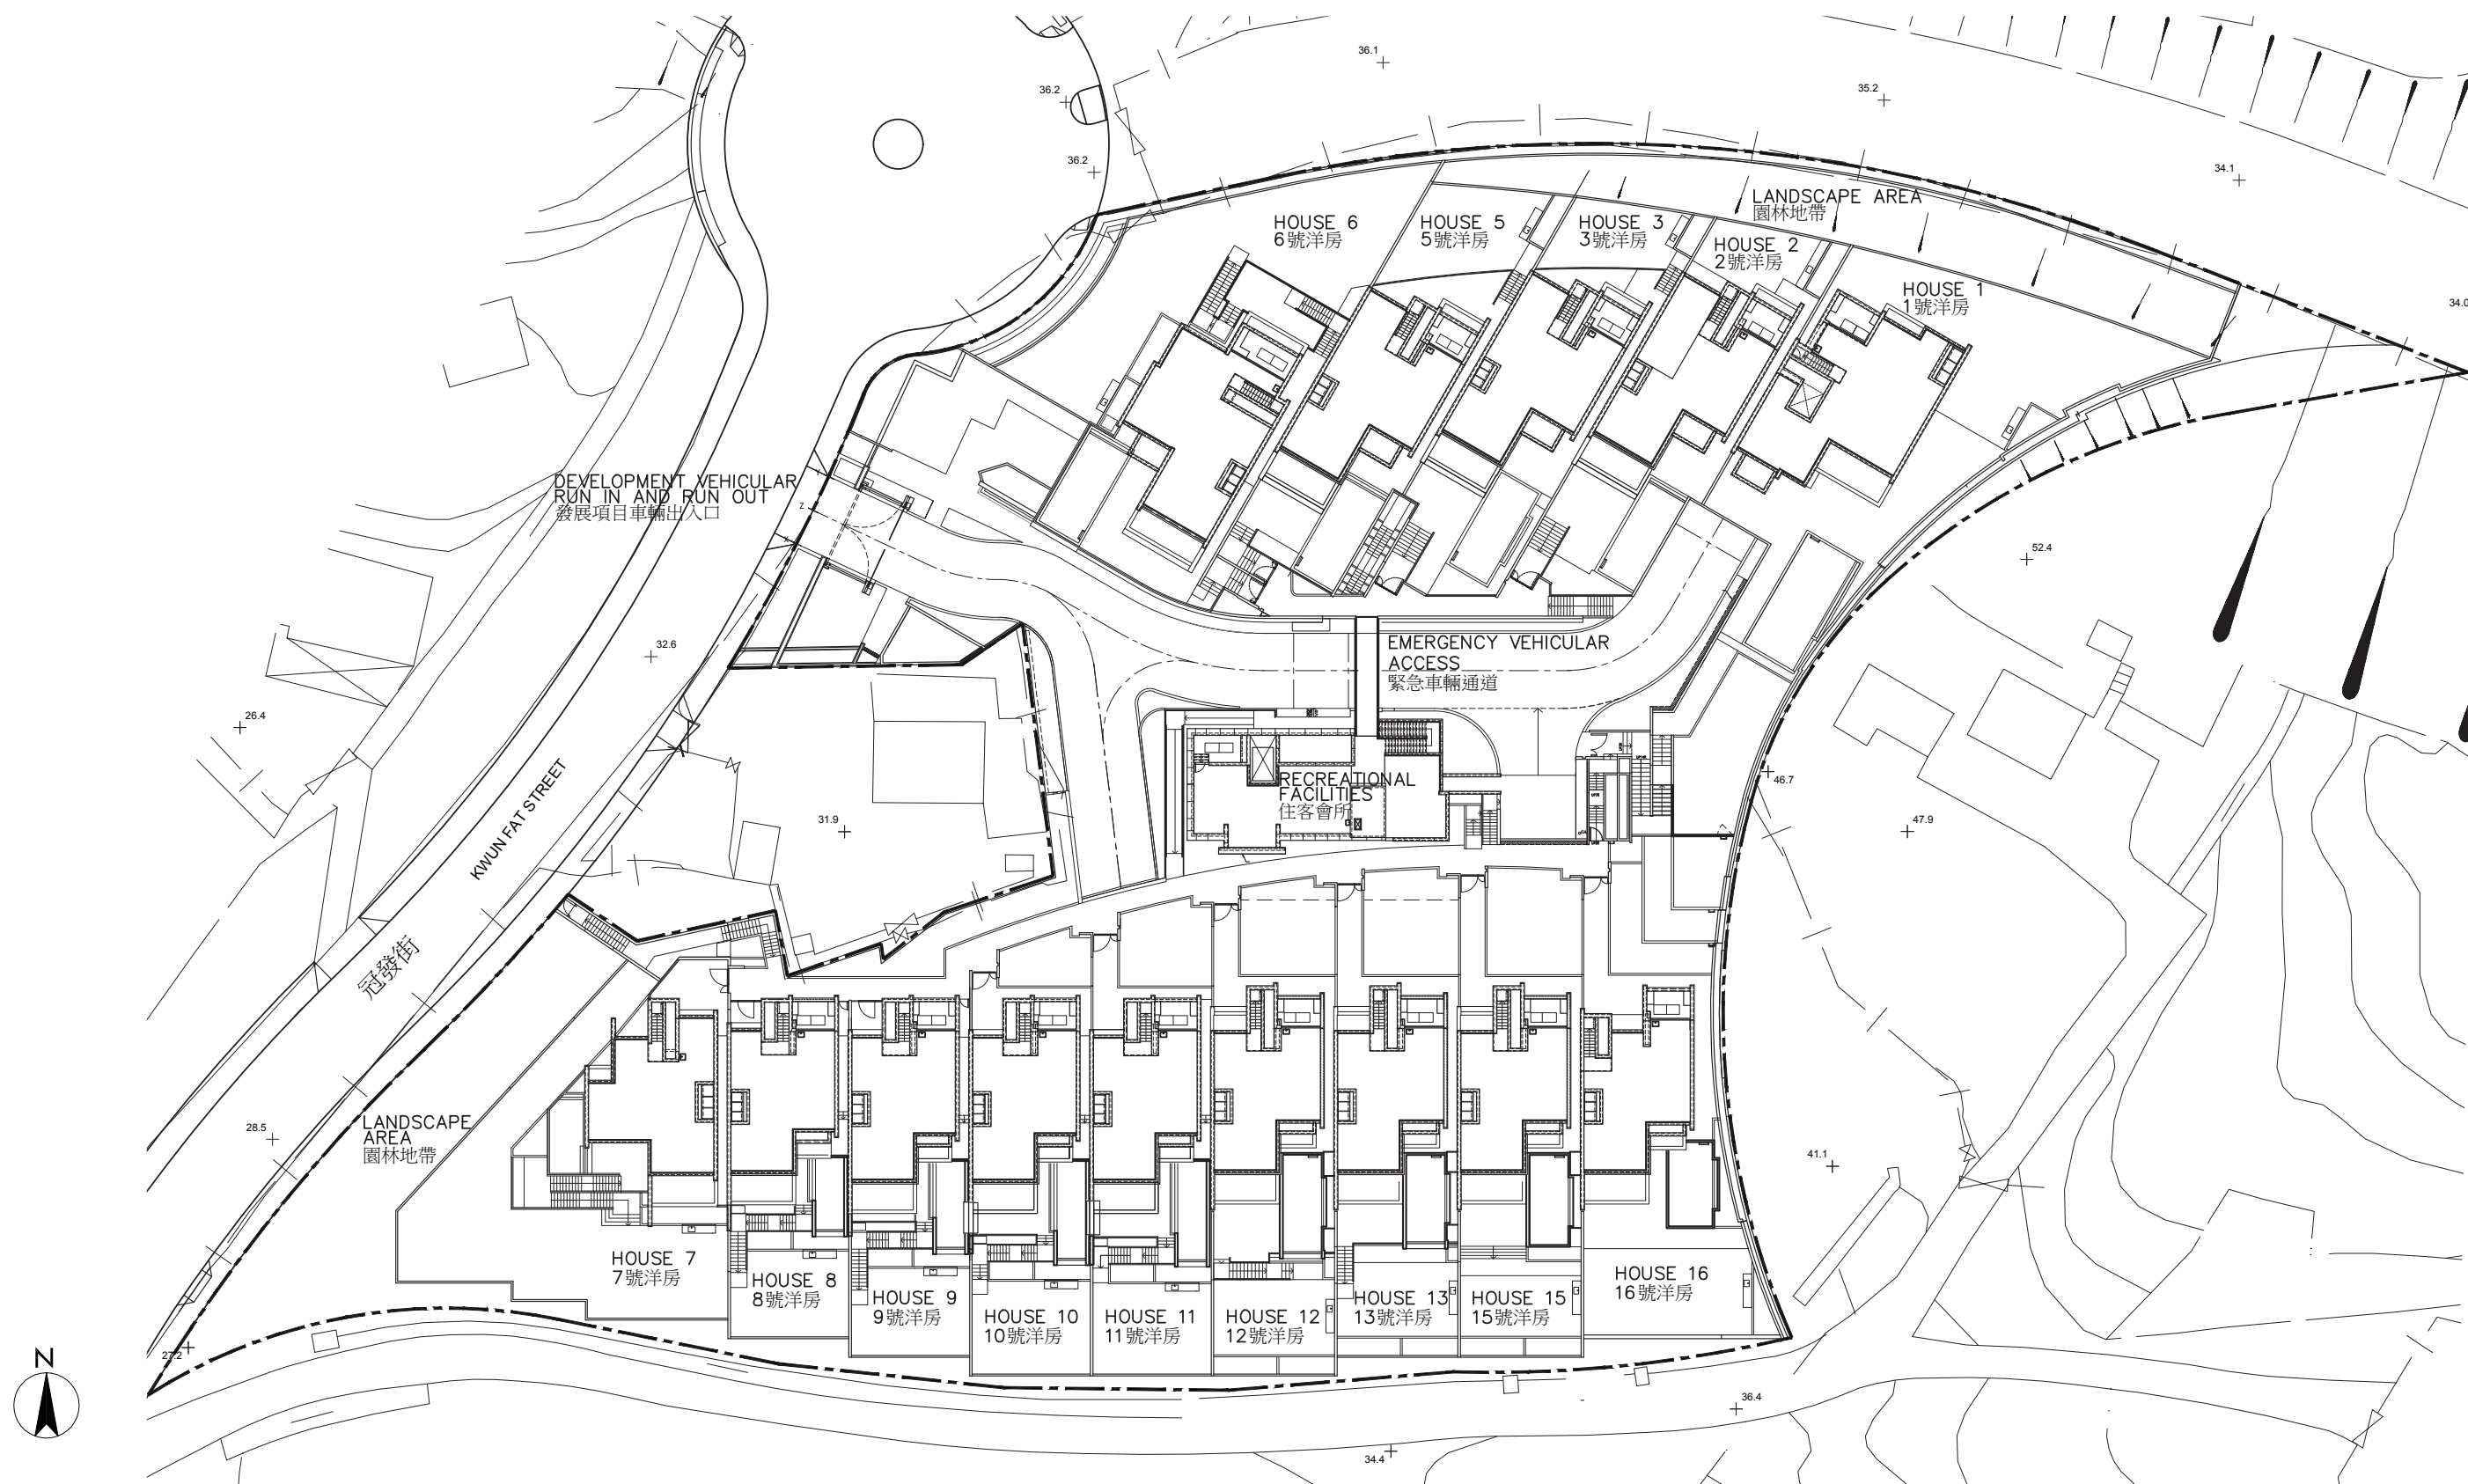 36.1
36.2
35.2
36.2
34.1
LANDSCAPE AREA
園林地帶
HOUSE 6
6號洋房
HOUSE 5
5號洋房
HOUSE 3
3號洋房
HOUSE 2
2號洋房
HOUSE 1
1號洋房
34.0
DEVELOPMENT VEHICULAR
RUN IN AND RUN OUT
發展項目車輛出入口
52.4
32.6
EMERGENCY VEHICULAR
ACCESS
緊急車輛通道
26.4
RECREATIONAL
FACILITIES
住客會所
46.7
31.9
47.9
KWUN FAT STREET
冠發街
28.5
LANDSCAPE
AREA
園林地帶
41.1
HOUSE 7
7號洋房
HOUSE 8
8號洋房
HOUSE 9
9號洋房
HOUSE 10
10號洋房
HOUSE 11
11號洋房
HOUSE 12
12號洋房
HOUSE 13
13號洋房
HOUSE 15
15號洋房
HOUSE 16
16號洋房
27.2
N
36.4
34.4